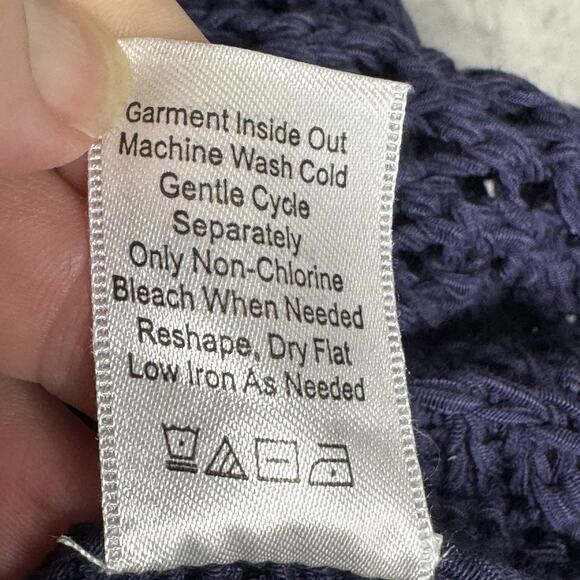 Garment Inside Out
Machine Wash Cold
Gentle Cycle
Separately
Only Non-Chlorine
Bleach When Needed
Reshape, Dry Flat
Low Iron As Needed